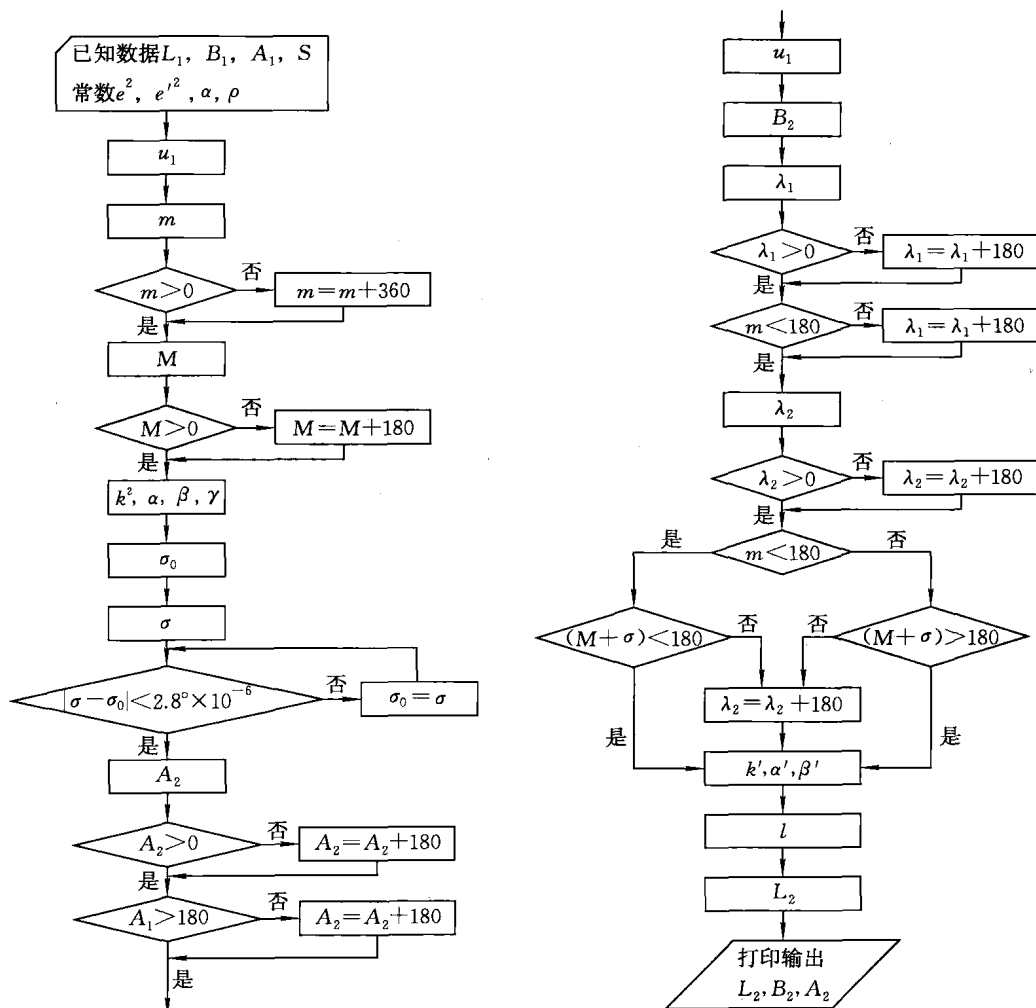 已知数据L₁, B₁, A₁, S
常数e², e′², α, ρ
u₁
m
m>0
否
m=m+360
是
M
M>0
否
M=M+180
是
k², α, β, γ
σ₀
σ
|σ−σ₀|<2.8°×10⁻⁶
否
σ₀=σ
是
A₂
A₂>0
否
A₂=A₂+180
是
A₁>180
否
A₂=A₂+180
是
u₁
B₂
λ₁
λ₁>0
否
λ₁=λ₁+180
是
m<180
否
λ₁=λ₁+180
是
λ₂
λ₂>0
否
λ₂=λ₂+180
是
是
m<180
否
(M+σ)<180
否
否
(M+σ)>180
λ₂=λ₂+180
是
是
k′,α′,β′
l
L₂
打印输出
L₂,B₂,A₂